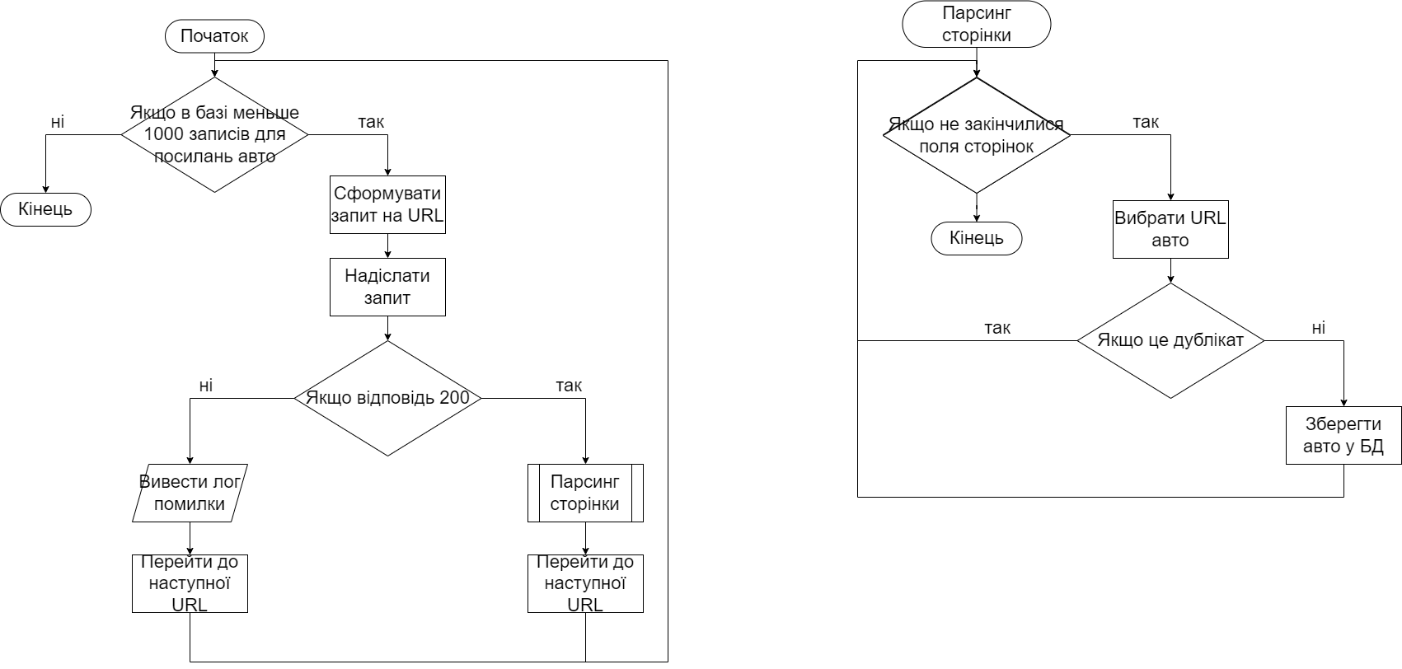 Початок
Якщо в базі меньше
1000 записів для
посилань авто
ні
так
Кінець
Сформувати
запит на URL
Надіслати
запит
Якщо відповідь 200
ні
так
Вивести лог
помилки
Парсинг
сторінки
Перейти до
наступної
URL
Перейти до
наступної
URL
Парсинг
сторінки
Якщо не закінчилися
поля сторінок
так
Кінець
Вибрати URL
авто
Якщо це дублікат
так
ні
Зберегти
авто у БД